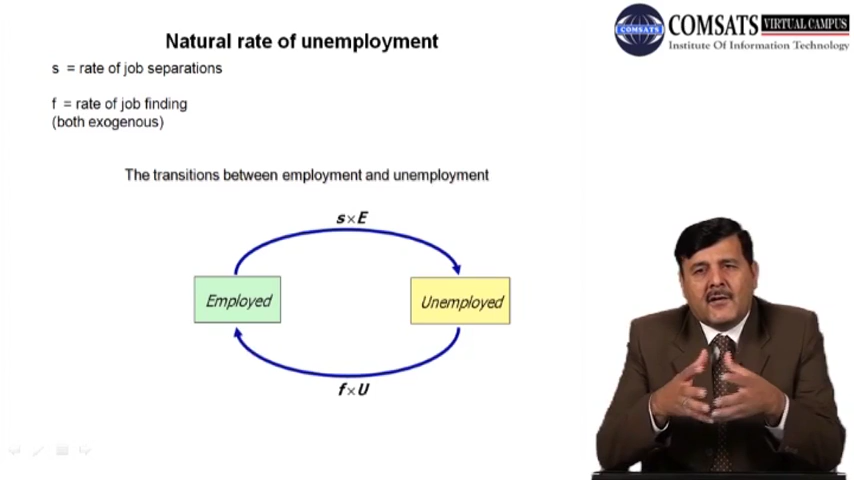 Natural rate of unemployment
COMSATS
COMSATS VIRTUAL CAMPUS
Institute Of Information Technology
s = rate of job separations
f = rate of job finding
(both exogenous)
The transitions between employment and unemployment
s×E
Employed
Unemployed
f×U